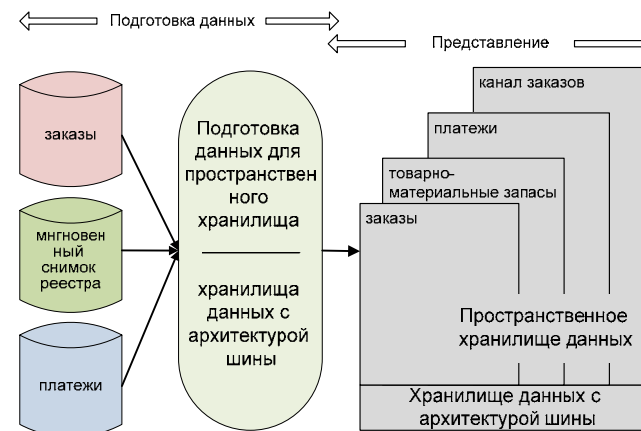 Подготовка данных
Представление
заказы
мнгновен
ный
снимок
реестра
платежи
Подготовка
данных для
пространствен
ного
хранилища
хранилища
данных с
архитектурой
шины
канал заказов
платежи
товарно-
материальные запасы
заказы
Пространственное
хранилище данных
Хранилище данных с
архитектурой шины